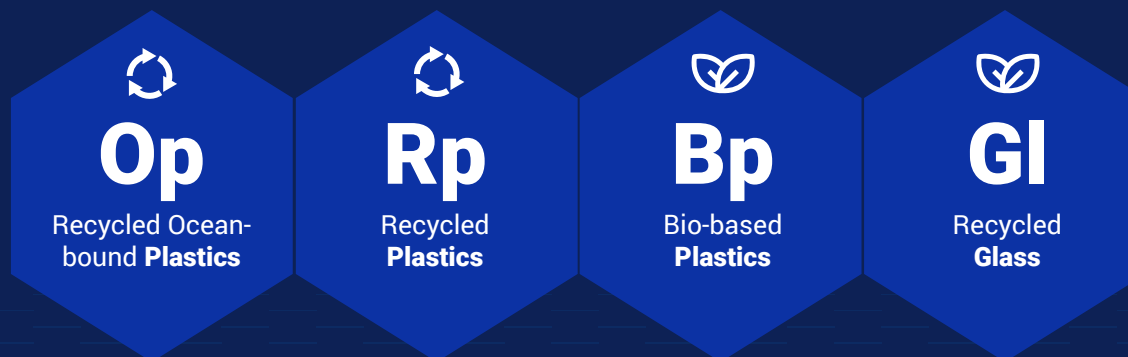 Op
Recycled Ocean-
bound Plastics
Rp
Recycled
Plastics
Bp
Bio-based
Plastics
Gl
Recycled
Glass